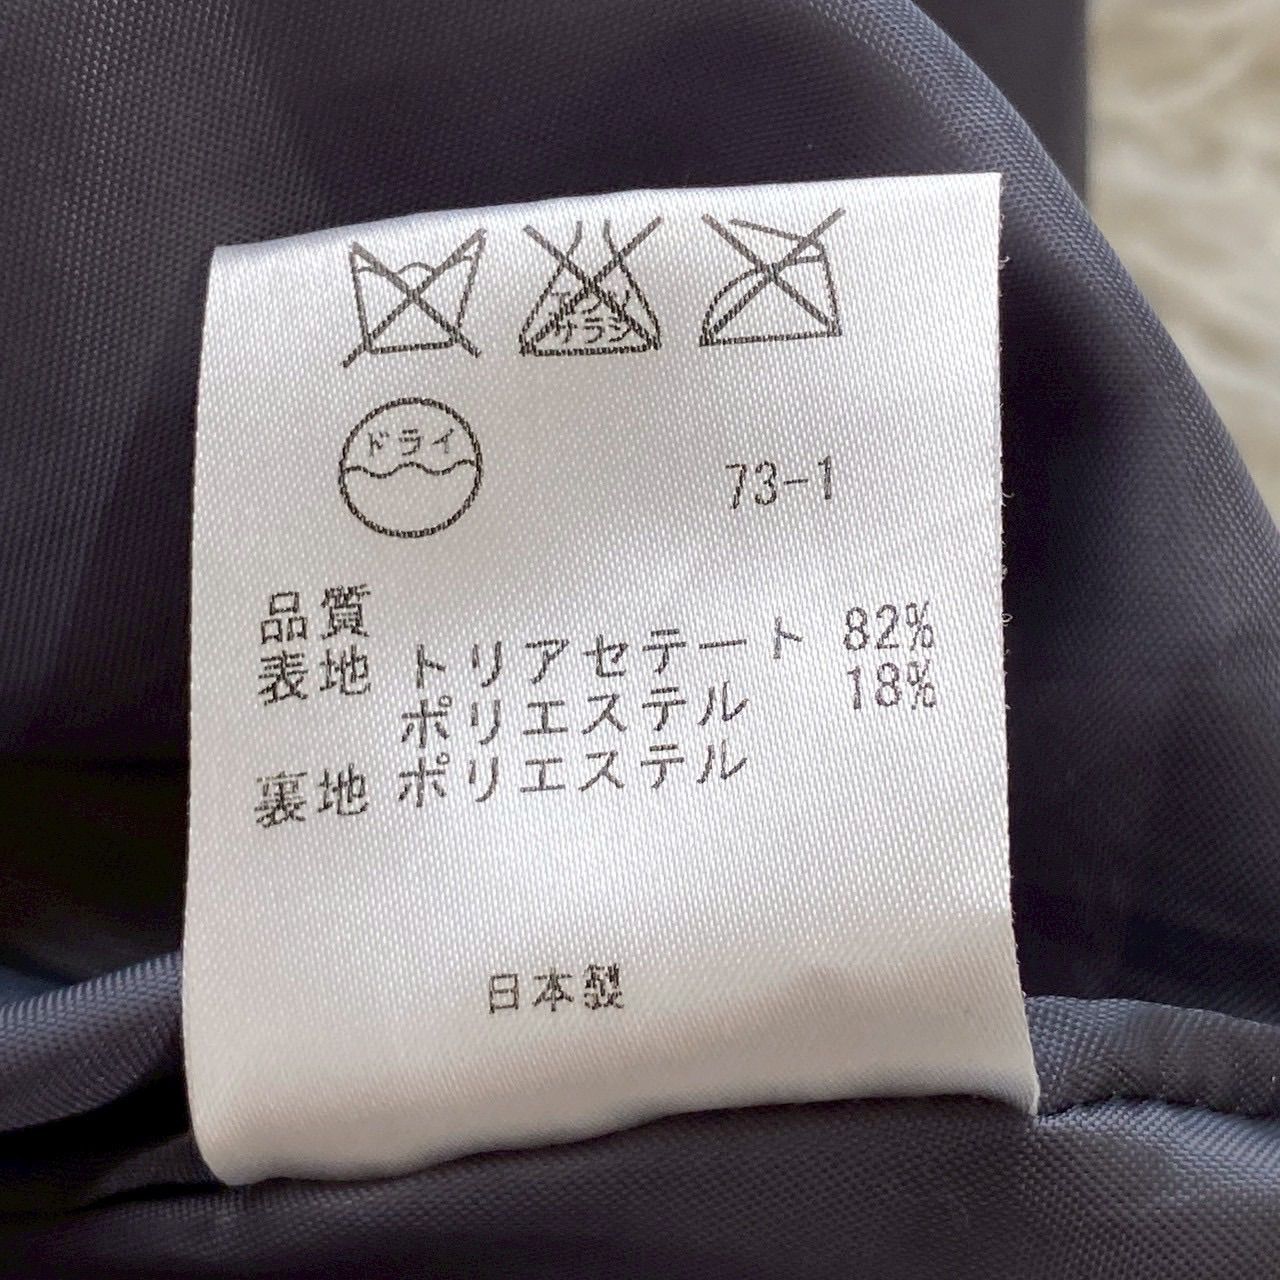 エンソ
サラシ
ドライ
73-1
品質
表地 トリアセテート 82%
ポリエステル 18%
裏地 ポリエステル
日本製